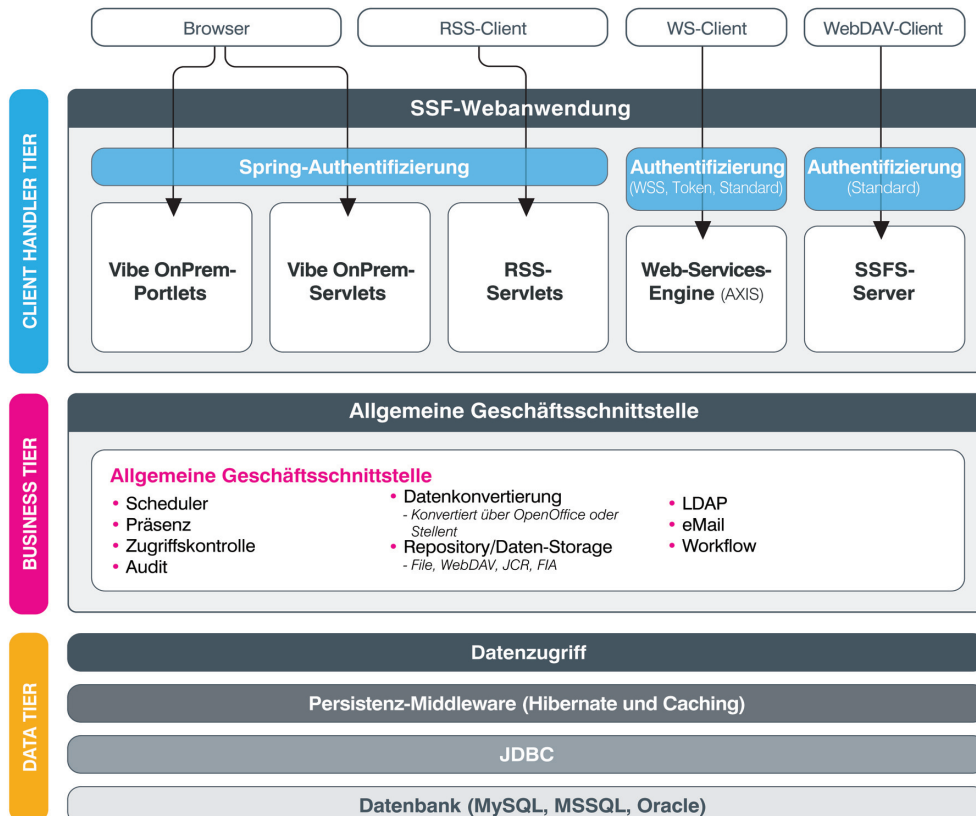 Browser
RSS-Client
WS-Client
WebDAV-Client
CLIENT HANDLER TIER
SSF-Webanwendung
Spring-Authentifizierung
Authentifizierung
(WSS, Token, Standard)
Authentifizierung
(Standard)
Vibe OnPrem-
Portlets
Vibe OnPrem-
Servlets
RSS-
Servlets
Web-Services-
Engine (AXIS)
SSFS-
Server
BUSINESS TIER
Allgemeine Geschäftsschnittstelle
Allgemeine Geschäftsschnittstelle
• Scheduler
• Präsenz
• Zugriffskontrolle
• Audit
• Datenkonvertierung
- Konvertiert über OpenOffice oder
Stellent
• Repository/Daten-Storage
- File, WebDAV, JCR, FIA
• LDAP
• eMail
• Workflow
DATA TIER
Datenzugriff
Persistenz-Middleware (Hibernate und Caching)
JDBC
Datenbank (MySQL, MSSQL, Oracle)